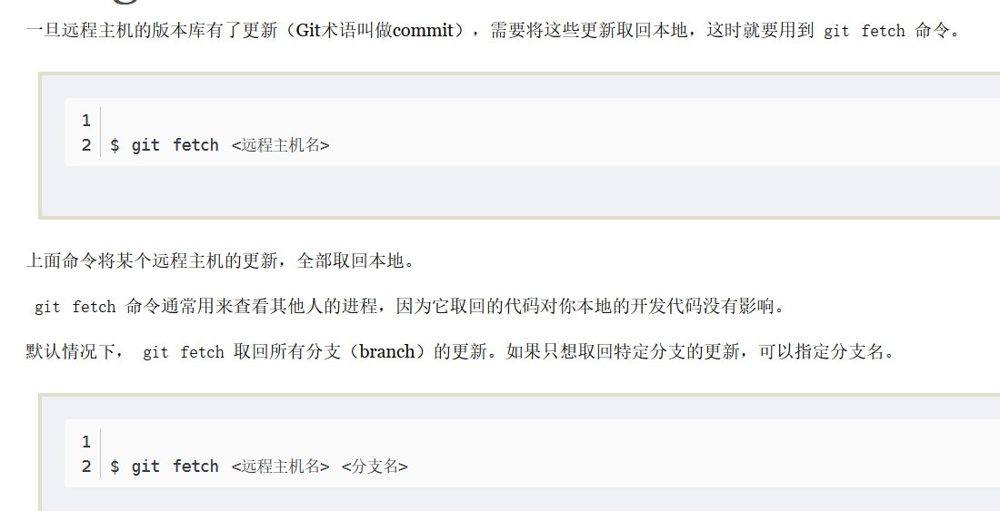 一旦远程主机的版本库有了更新（Git术语叫做commit），需要将这些更新取回本地，这时就要用到 git fetch 命令。
1
2 $ git fetch <远程主机名>
上面命令将某个远程主机的更新，全部取回本地。
git fetch 命令通常用来查看其他人的进程，因为它取回的代码对你本地的开发代码没有影响。
默认情况下， git fetch 取回所有分支（branch）的更新。如果只想取回特定分支的更新，可以指定分支名。
1
2 $ git fetch <远程主机名> <分支名>